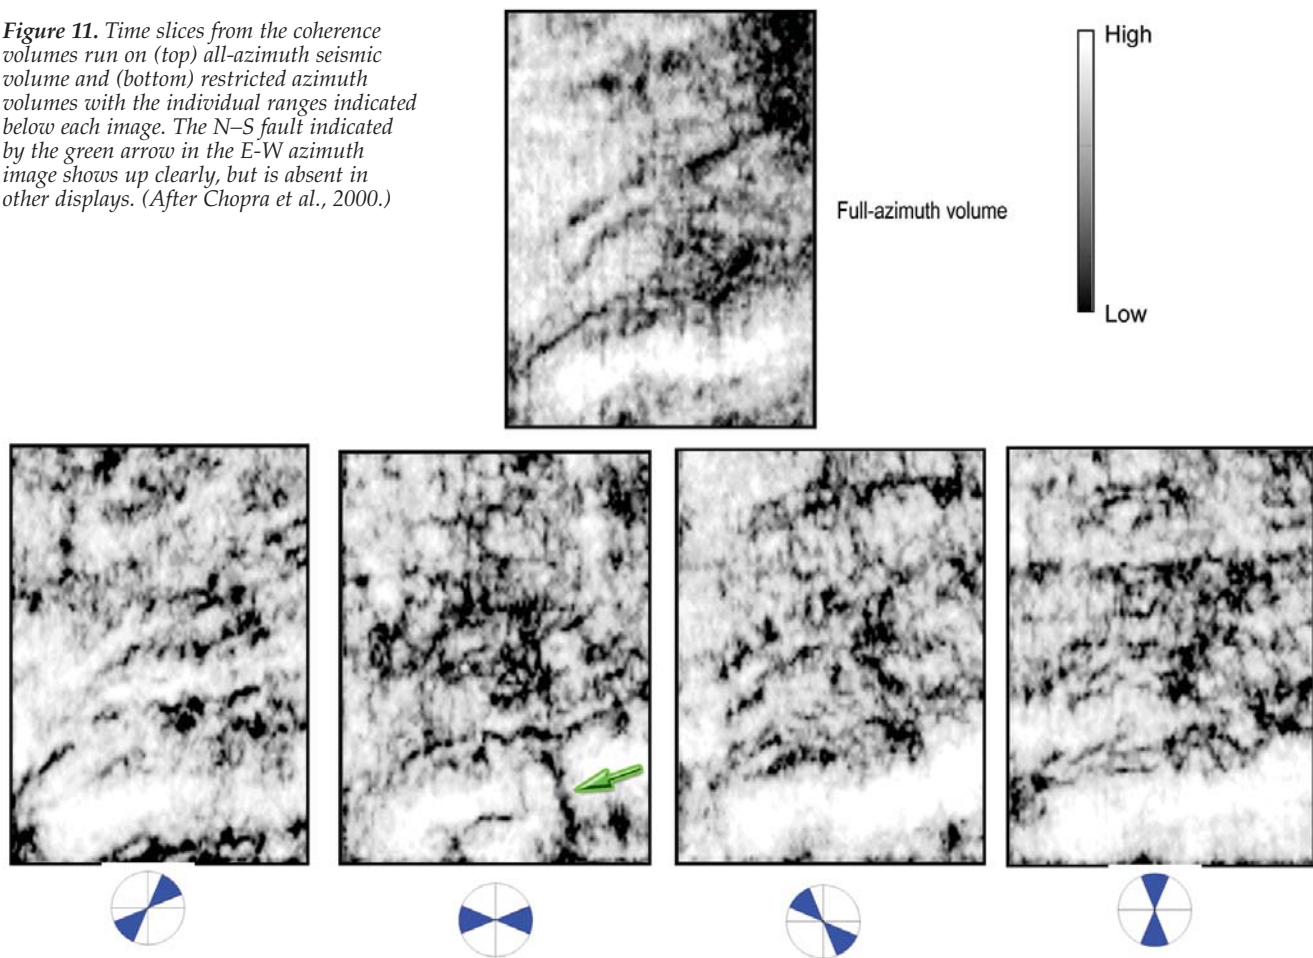 Figure 11. Time slices from the coherence
volumes run on (top) all-azimuth seismic
volume and (bottom) restricted azimuth
volumes with the individual ranges indicated
below each image. The N–S fault indicated
by the green arrow in the E-W azimuth
image shows up clearly, but is absent in
other displays. (After Chopra et al., 2000.)
High
Full-azimuth volume
Low